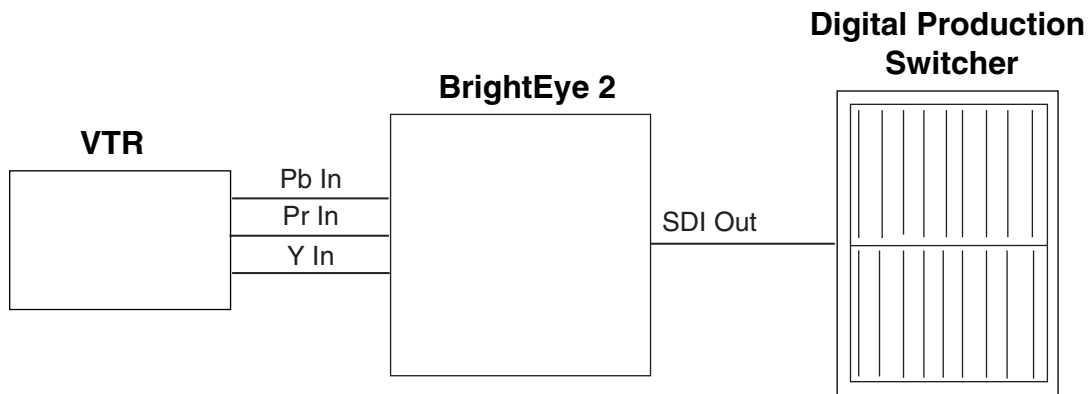 VTR
Pb In
Pr In
Y In
BrightEye 2
SDI Out
Digital Production
Switcher